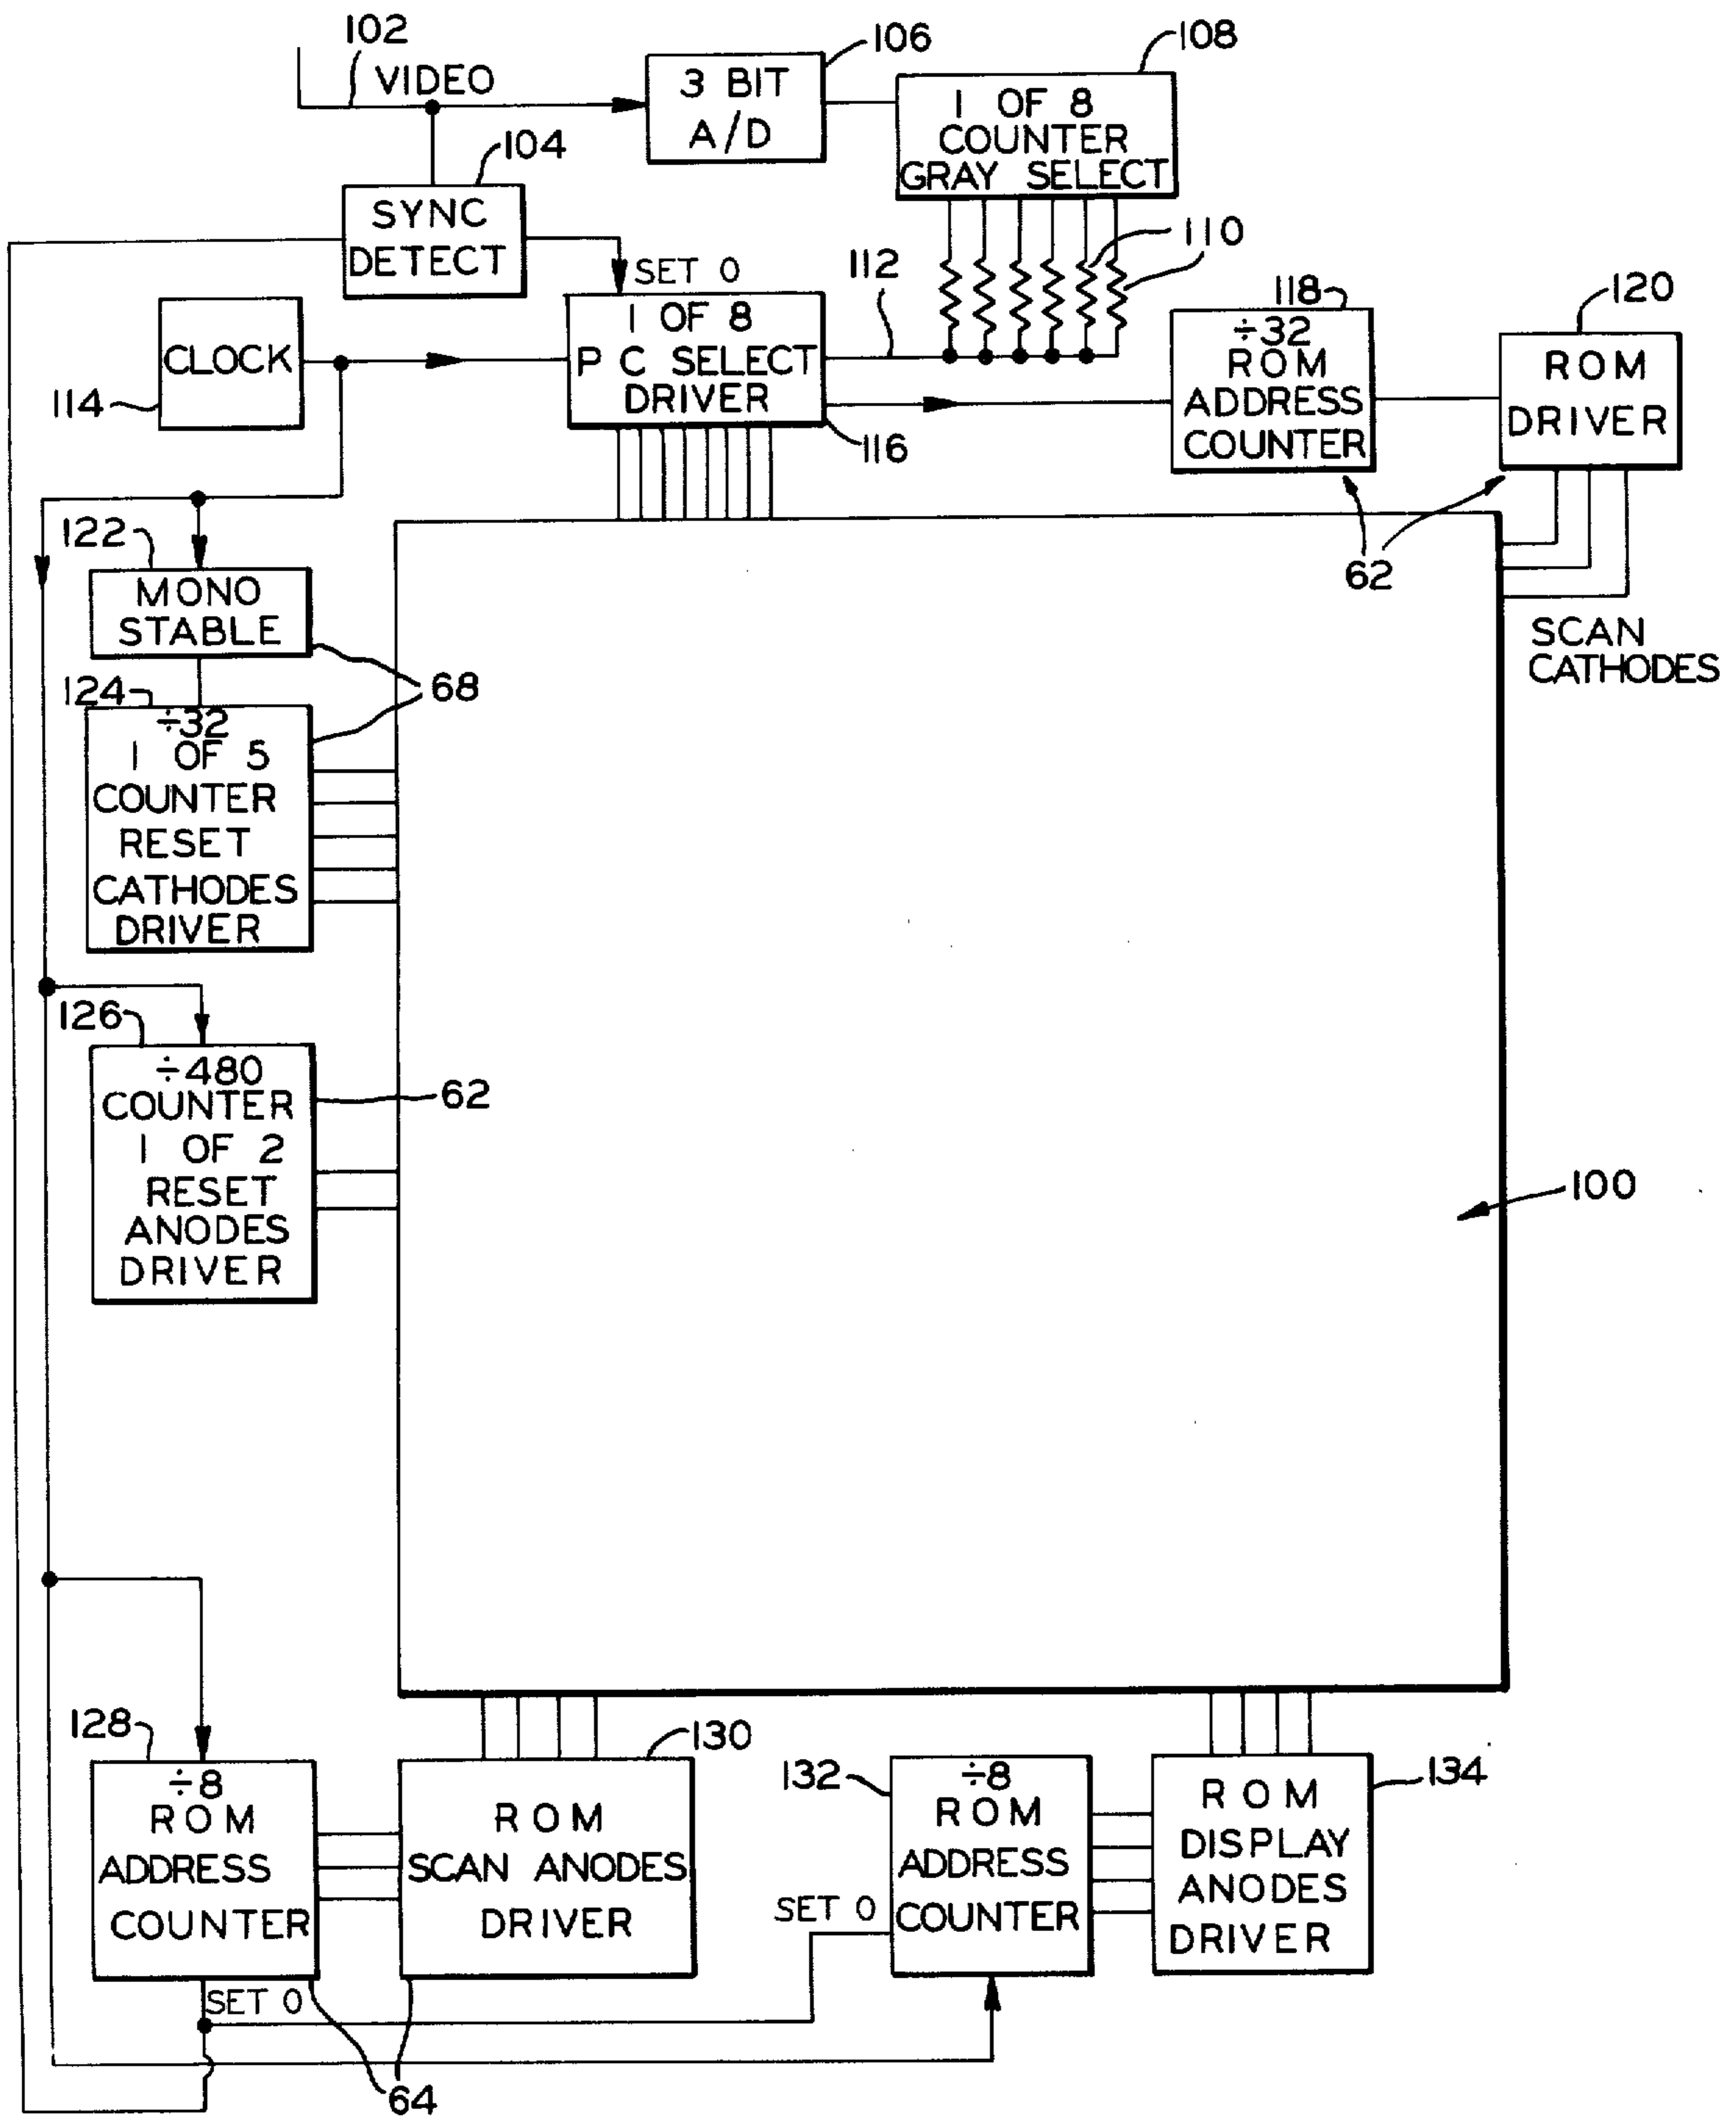 102
VIDEO
3 BIT
A/D
106
108
1 OF 8
COUNTER
GRAY SELECT
104
SYNC
DETECT
SET 0
110
112
CLOCK
114
1 OF 8
P C SELECT
DRIVER
116
118
÷32
ROM
ADDRESS
COUNTER
120
ROM
DRIVER
62
SCAN
CATHODES
122
MONO
STABLE
68
124
÷32
1 OF 5
COUNTER
RESET
CATHODES
DRIVER
126
÷480
COUNTER
1 OF 2
RESET
ANODES
DRIVER
62
100
128
÷8
ROM
ADDRESS
COUNTER
SET 0
130
ROM
SCAN ANODES
DRIVER
64
132
÷8
ROM
ADDRESS
COUNTER
SET 0
134
ROM
DISPLAY
ANODES
DRIVER